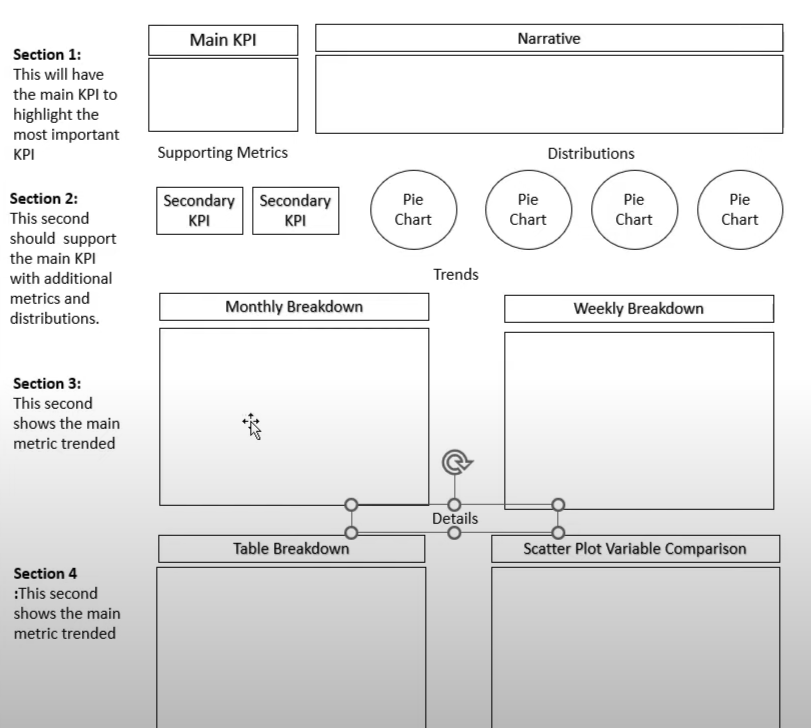 Main KPI
Narrative
Section 1:
This will have
the main KPI to
highlight the
most important
KPI
Supporting Metrics
Distributions
Section 2:
This second
should  support
the main KPI
with additional
metrics and
distributions.
Secondary
KPI
Secondary
KPI
Pie
Chart
Pie
Chart
Pie
Chart
Pie
Chart
Trends
Monthly Breakdown
Weekly Breakdown
Section 3:
This second
shows the main
metric trended
Details
Table Breakdown
Scatter Plot Variable Comparison
Section 4
:This second
shows the main
metric trended